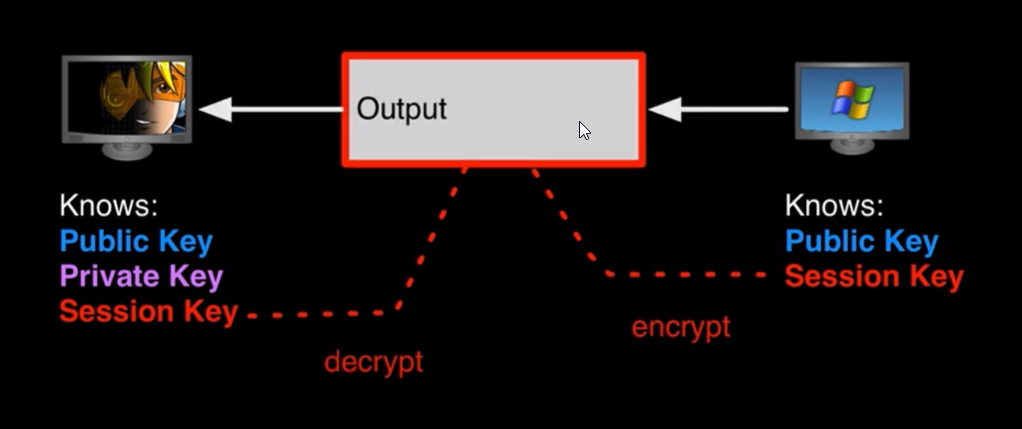 Output
Knows:
Public Key
Private Key
Session Key
decrypt
Knows:
Public Key
Session Key
encrypt